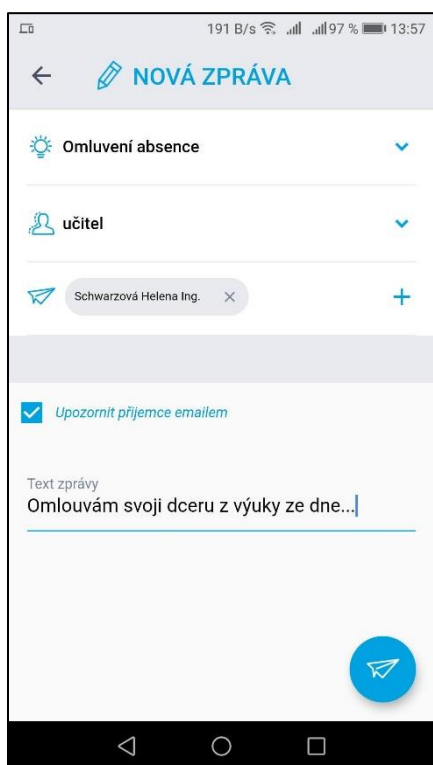 191 B/s 97 % 13:57
NOVÁ ZPRÁVA
Omluvení absence
učitel
Schwarzová Helena Ing.
Upozornit příjemce emailem
Text zprávy
Omlouvám svoji dceru z výuky ze dne...